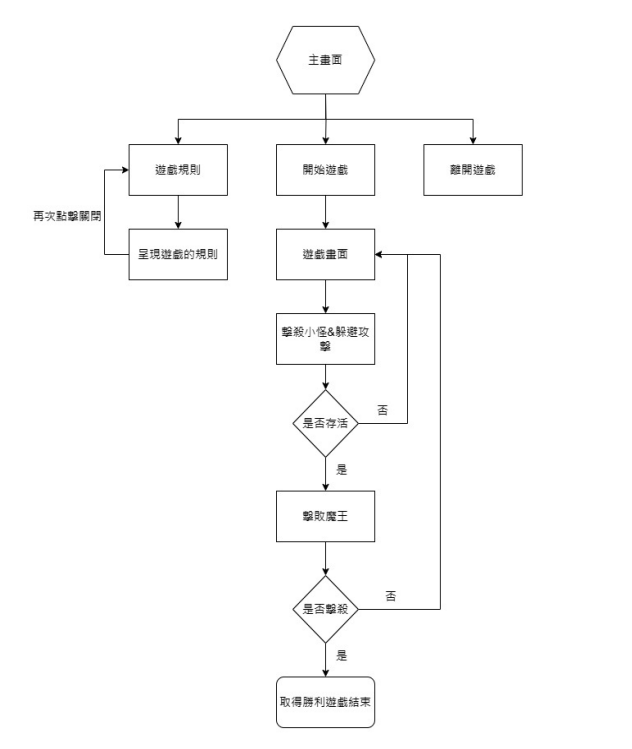 主畫面
遊戲規則
開始遊戲
離開遊戲
再次點擊關閉
呈現遊戲的規則
遊戲畫面
擊殺小怪&躲避攻
擊
是否存活
否
是
擊敗魔王
是否擊殺
否
是
取得勝利遊戲結束